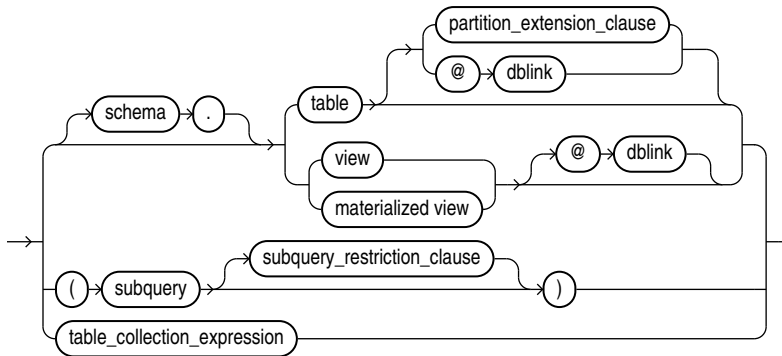 partition_extension_clause
@ dblink
schema . table
view @ dblink
materialized view
( subquery subquery_restriction_clause )
table_collection_expression